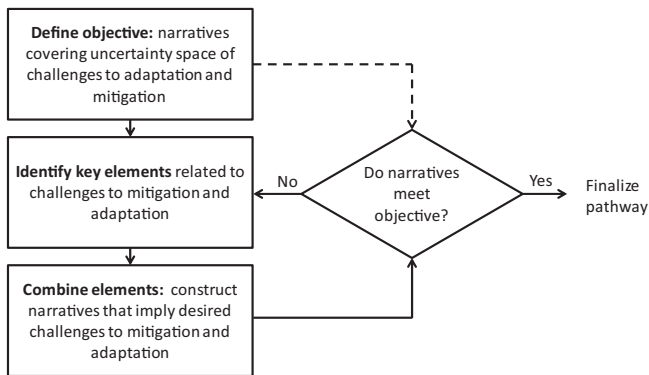 Define objective: narratives
covering uncertainty space of
challenges to adaptation and
mitigation
Identify key elements related to
challenges to mitigation and
adaptation
Combine elements: construct
narratives that imply desired
challenges to mitigation and
adaptation
Do narratives
meet
objective?
No
Yes
Finalize
pathway